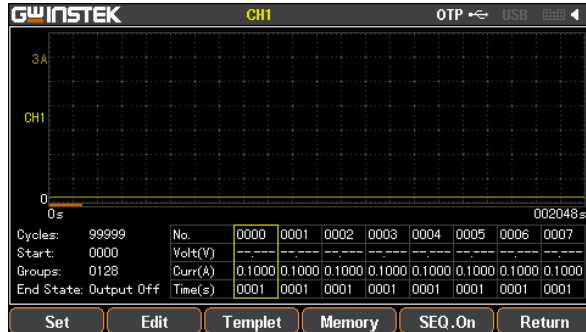 GWINSTEK CH1 OTP USB
3A
CH1
0
0s 002048s
Cycles: 99999 No. 0000 0001 0002 0003 0004 0005 0006 0007
Start: 0000 Volt(V) --.--- --.--- --.--- --.--- --.--- --.--- --.--- --.---
Groups: 0128 Curr(A) 0.1000 0.1000 0.1000 0.1000 0.1000 0.1000 0.1000 0.1000
End State: Output Off Time(s) 0001 0001 0001 0001 0001 0001 0001 0001
Set Edit Templet Memory SEQ.On Return